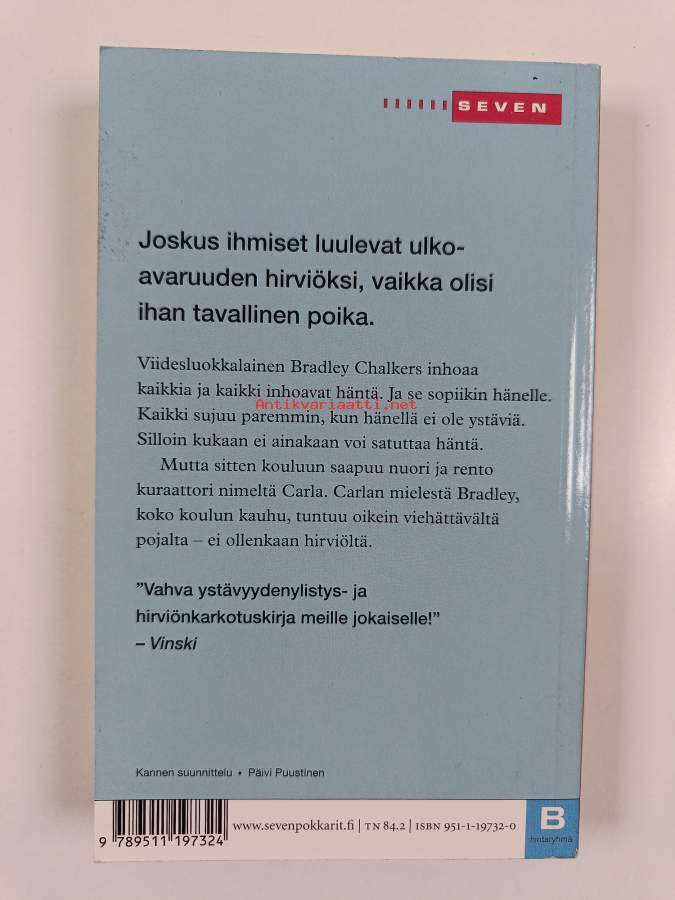 SEVEN
Joskus ihmiset luulevat ulko-
avaruuden hirviöksi, vaikka olisi
ihan tavallinen poika.
Viidesluokkalainen Bradley Chalkers inhoaa
kaikkia ja kaikki inhoavat häntä. Ja se sopiikin hänelle.
Antikvariaatti.net
Kaikki sujuu paremmin, kun hänellä ei ole ystäviä.
Silloin kukaan ei ainakaan voi satuttaa häntä.
Mutta sitten kouluun saapuu nuori ja rento
kuraattori nimeltä Carla. Carlan mielestä Bradley,
koko koulun kauhu, tuntuu oikein viehättävältä
pojalta – ei ollenkaan hirviöltä.
”Vahva ystävyydenylistys- ja
hirviönkarkotuskirja meille jokaiselle!”
– Vinski
Kannen suunnittelu • Päivi Puustinen
9 789511 197324
www.sevenpokkarit.fi | TN 84.2 | ISBN 951-1-19732-0
B
hintaryhmä